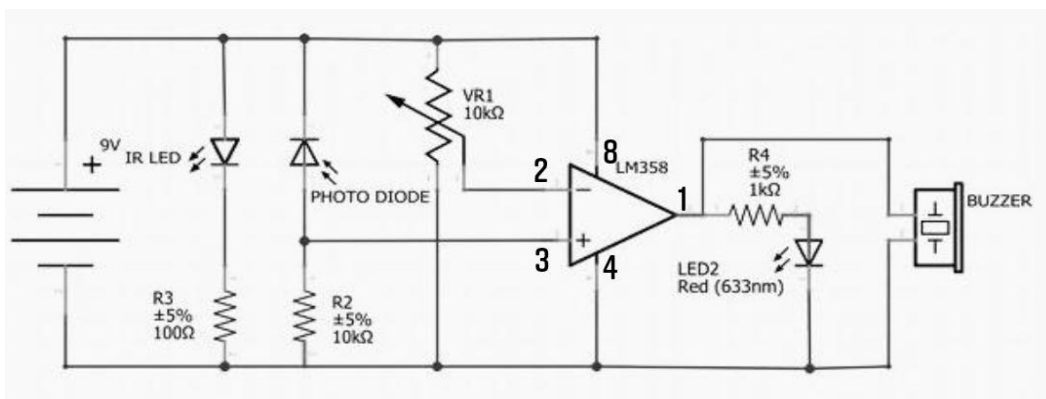 9V
+
IR LED
PHOTO DIODE
VR1
10kΩ
2
3
8
LM358
1
4
−
+
R4
±5%
1kΩ
BUZZER
LED2
Red (633nm)
R3
±5%
100Ω
R2
±5%
10kΩ